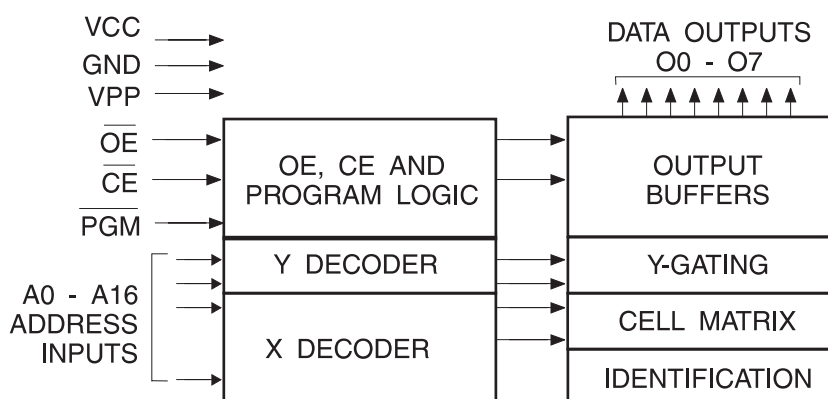 VCC
GND
VPP
OE
CE
PGM
A0 - A16
ADDRESS
INPUTS
OE, CE AND
PROGRAM LOGIC
Y DECODER
X DECODER
DATA OUTPUTS
O0 - O7
OUTPUT
BUFFERS
Y-GATING
CELL MATRIX
IDENTIFICATION